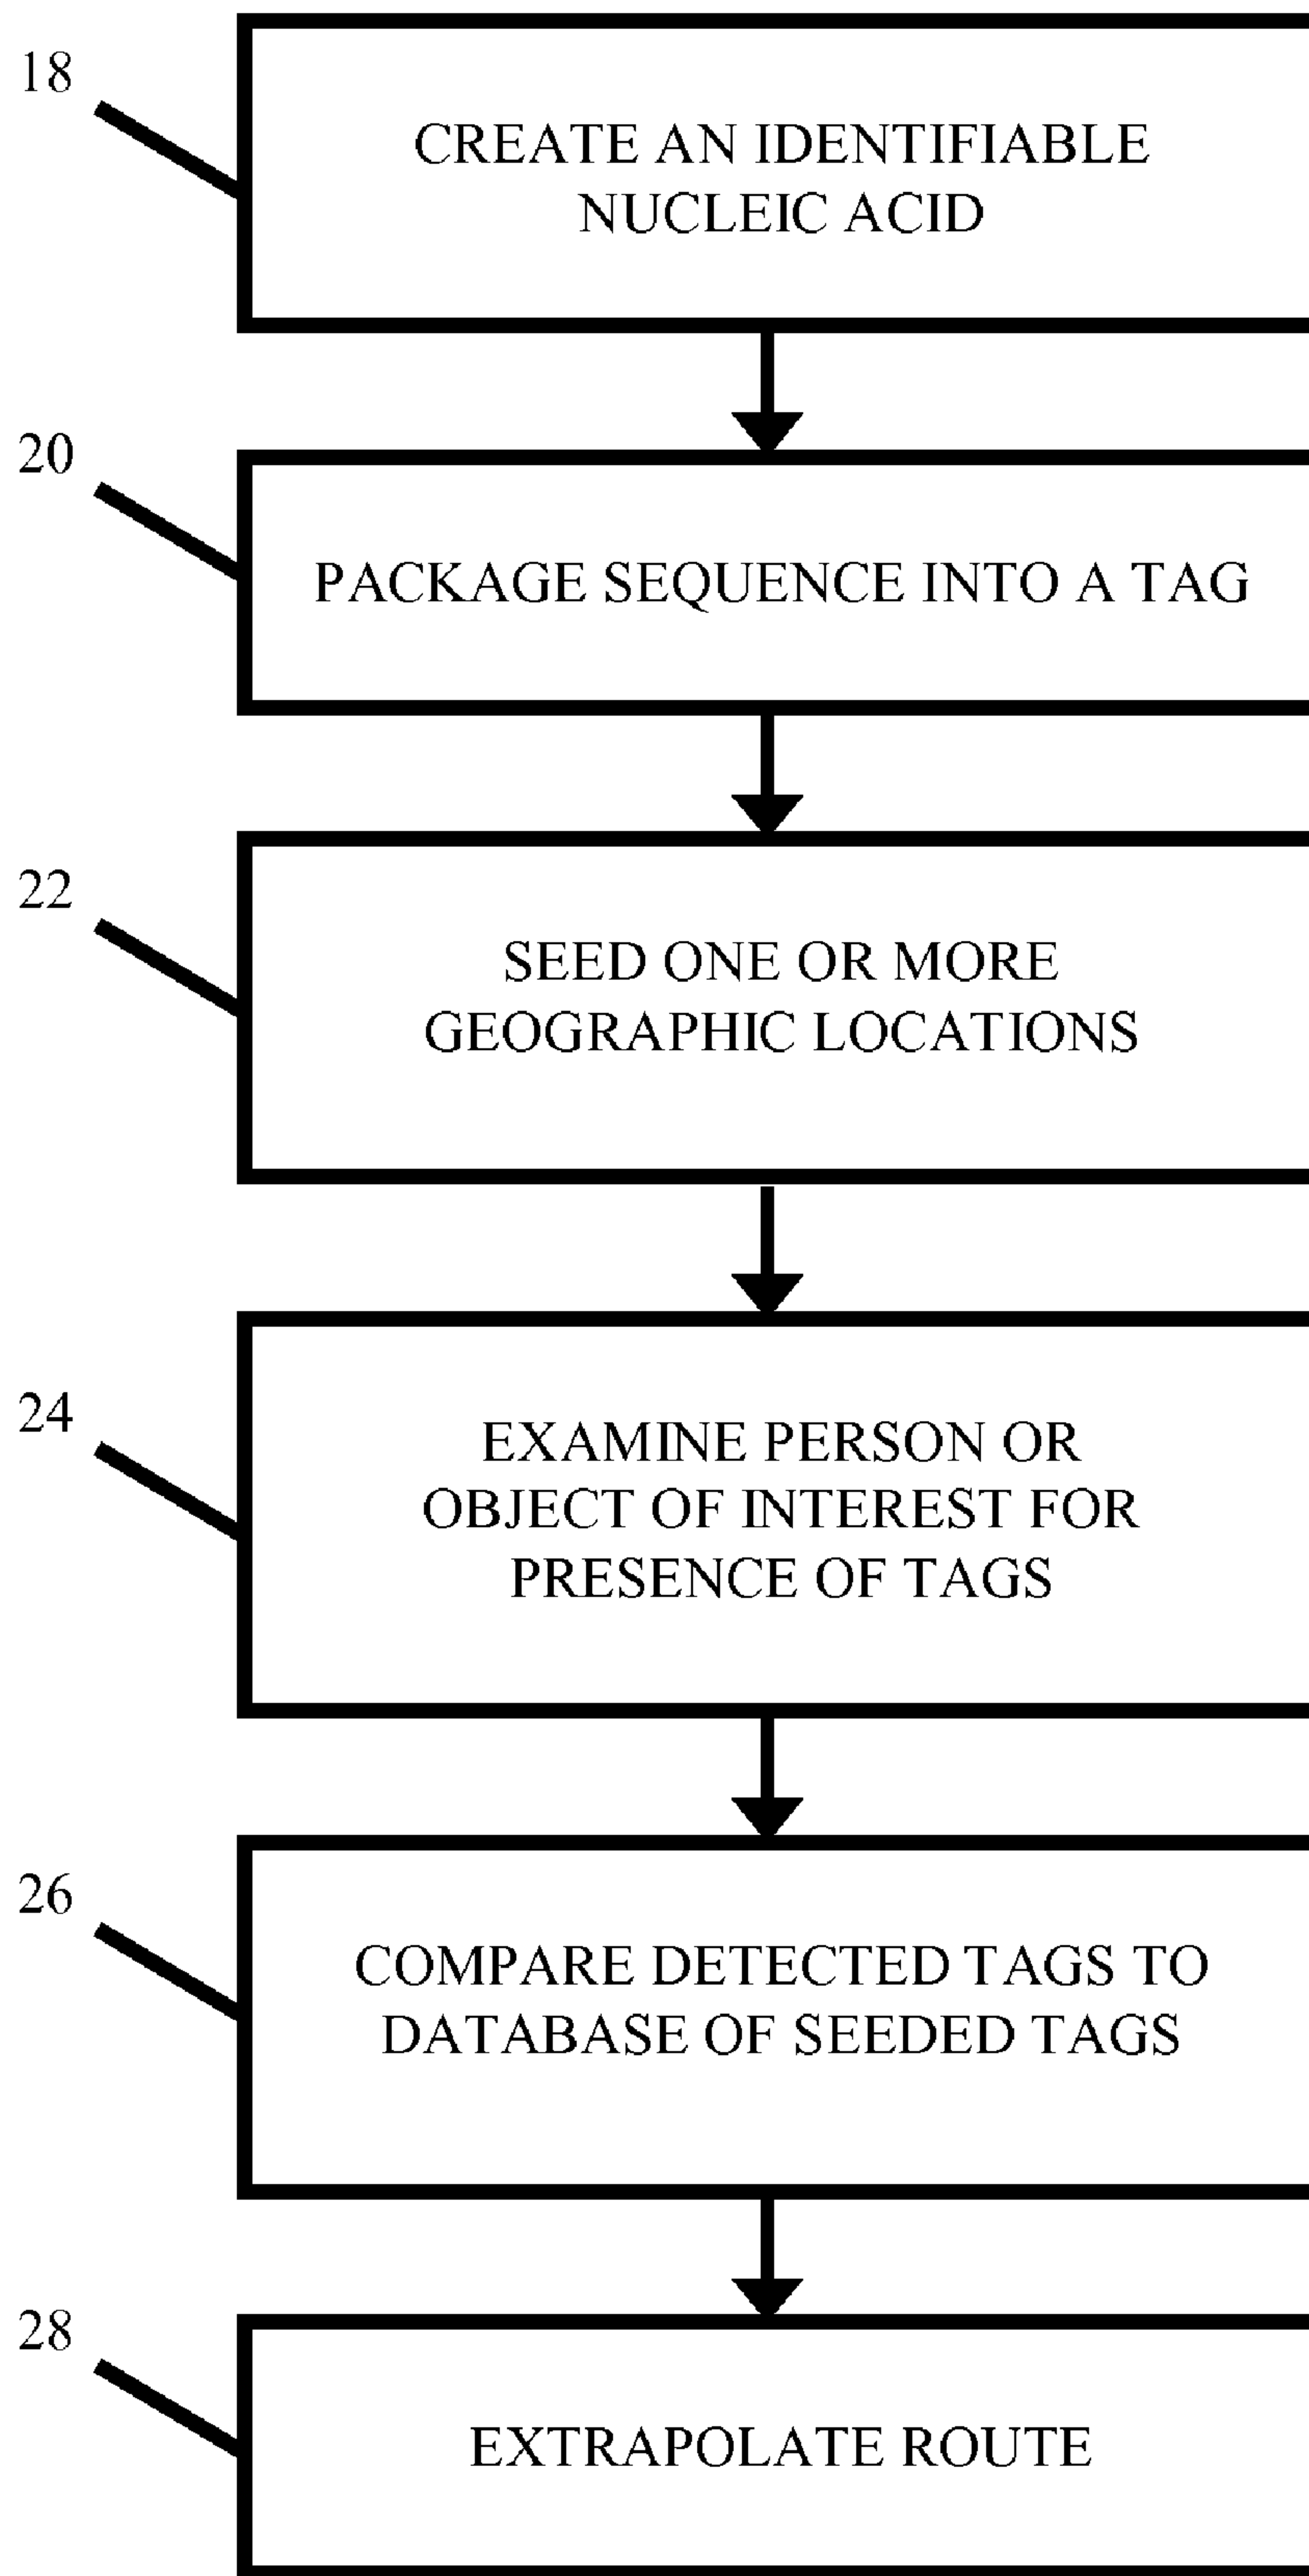 18
CREATE AN IDENTIFIABLE
NUCLEIC ACID
20
PACKAGE SEQUENCE INTO A TAG
22
SEED ONE OR MORE
GEOGRAPHIC LOCATIONS
24
EXAMINE PERSON OR
OBJECT OF INTEREST FOR
PRESENCE OF TAGS
26
COMPARE DETECTED TAGS TO
DATABASE OF SEEDED TAGS
28
EXTRAPOLATE ROUTE